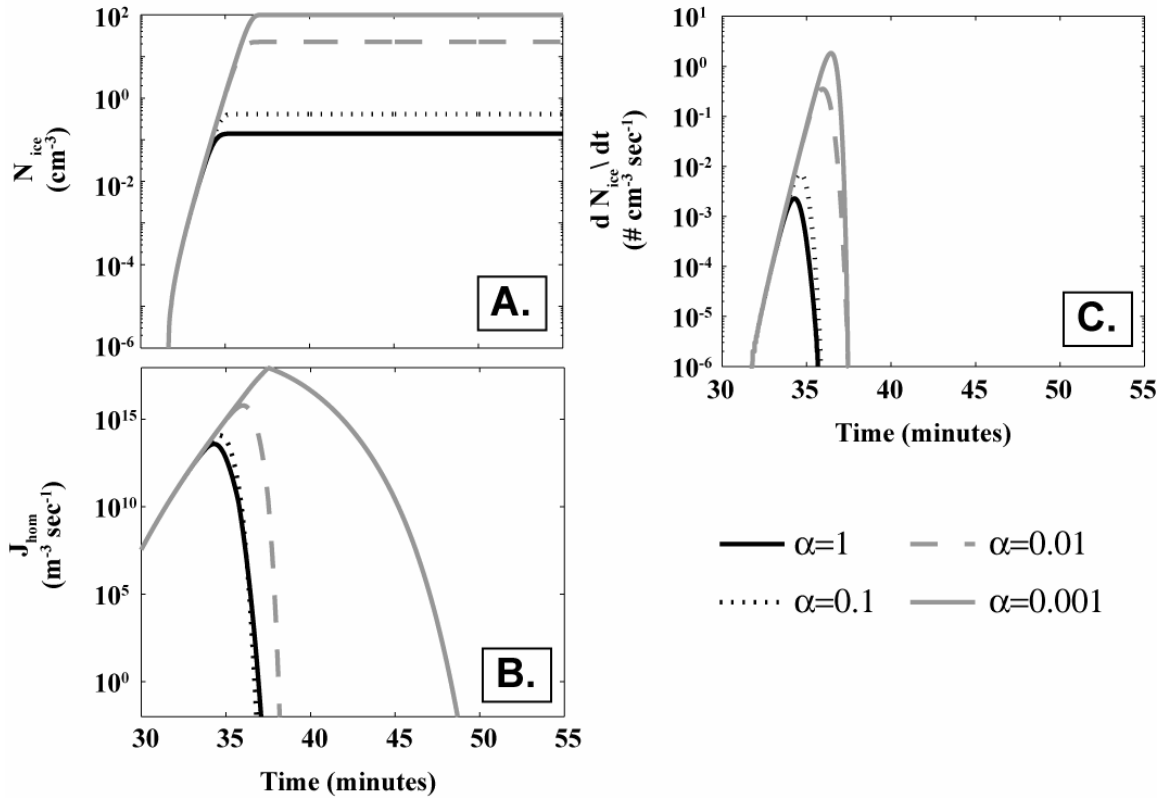 10²
10⁰
10⁻²
10⁻⁴
10⁻⁶
N ice
(cm⁻³)
A.
10¹⁵
10¹⁰
10⁵
10⁰
J hom
(m⁻³ sec⁻¹)
B.
30 35 40 45 50 55
Time (minutes)
10¹
10⁰
10⁻¹
10⁻²
10⁻³
10⁻⁴
10⁻⁵
10⁻⁶
d N ice \ dt
(# cm⁻³ sec⁻¹)
C.
30 35 40 45 50 55
Time (minutes)
α=1 α=0.01
α=0.1 α=0.001